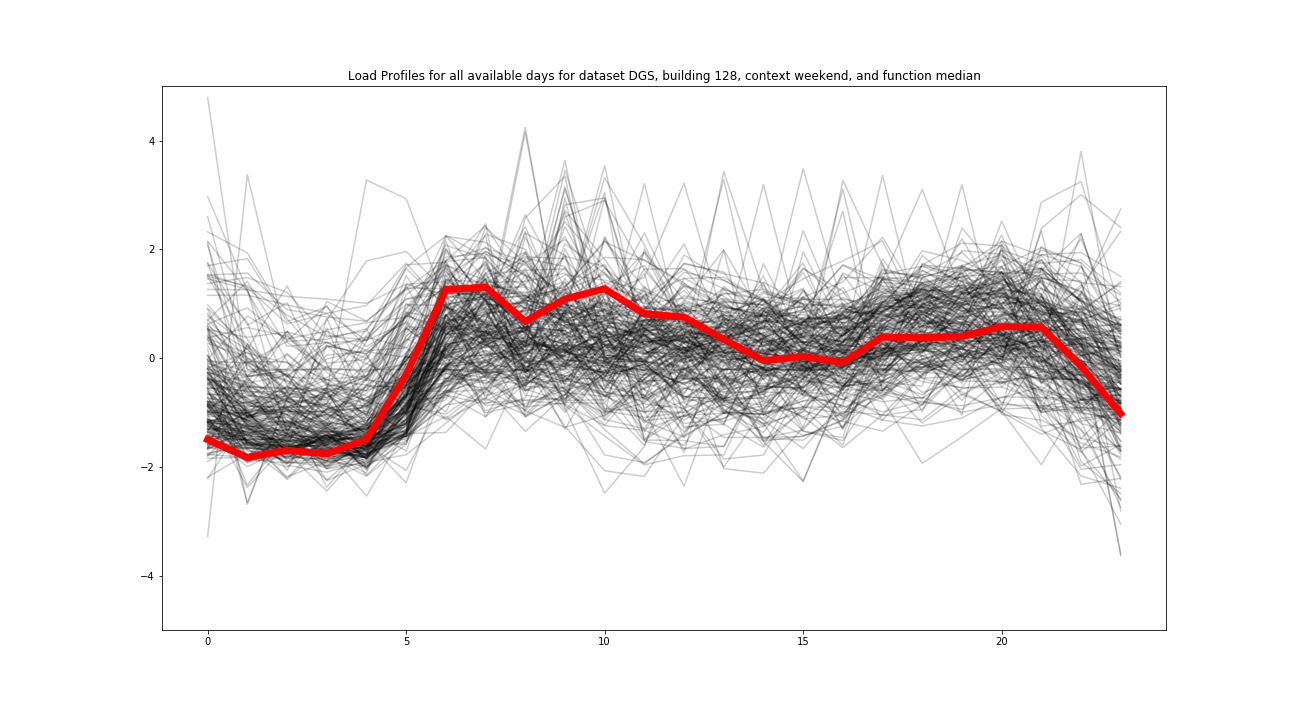 Load Profiles for all available days for dataset DGS, building 128, context weekend, and function median
4
2
0
−2
−4
0 5 10 15 20